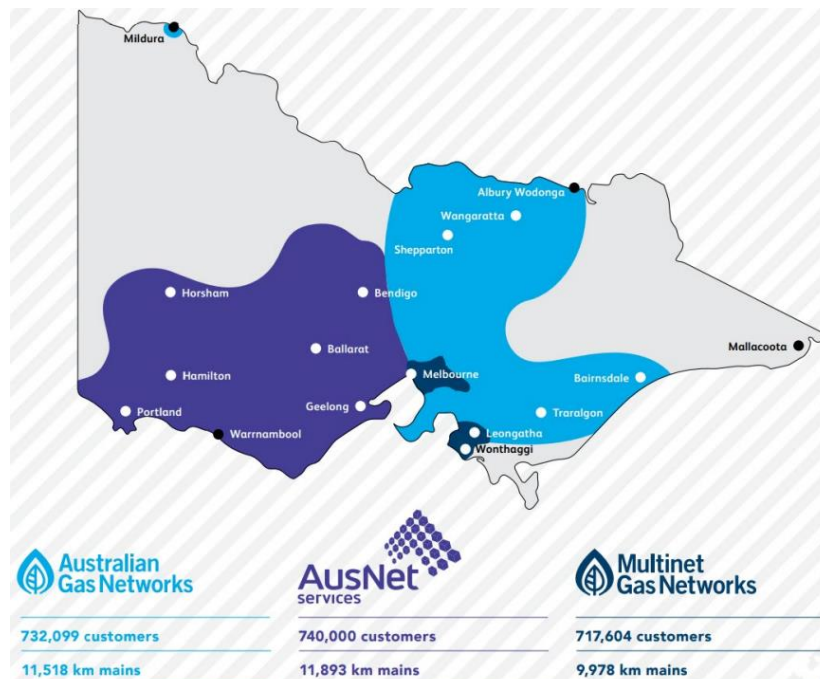 Mildura
Albury Wodonga
Wangaratta
Shepparton
Horsham
Bendigo
Ballarat
Mallacoota
Hamilton
Melbourne
Bairnsdale
Portland
Geelong
Traralgon
Warrnambool
Leongatha
Wonthaggi
Australian
Gas Networks
AusNet
services
Multinet
Gas Networks
732,099 customers
740,000 customers
717,604 customers
11,518 km mains
11,893 km mains
9,978 km mains